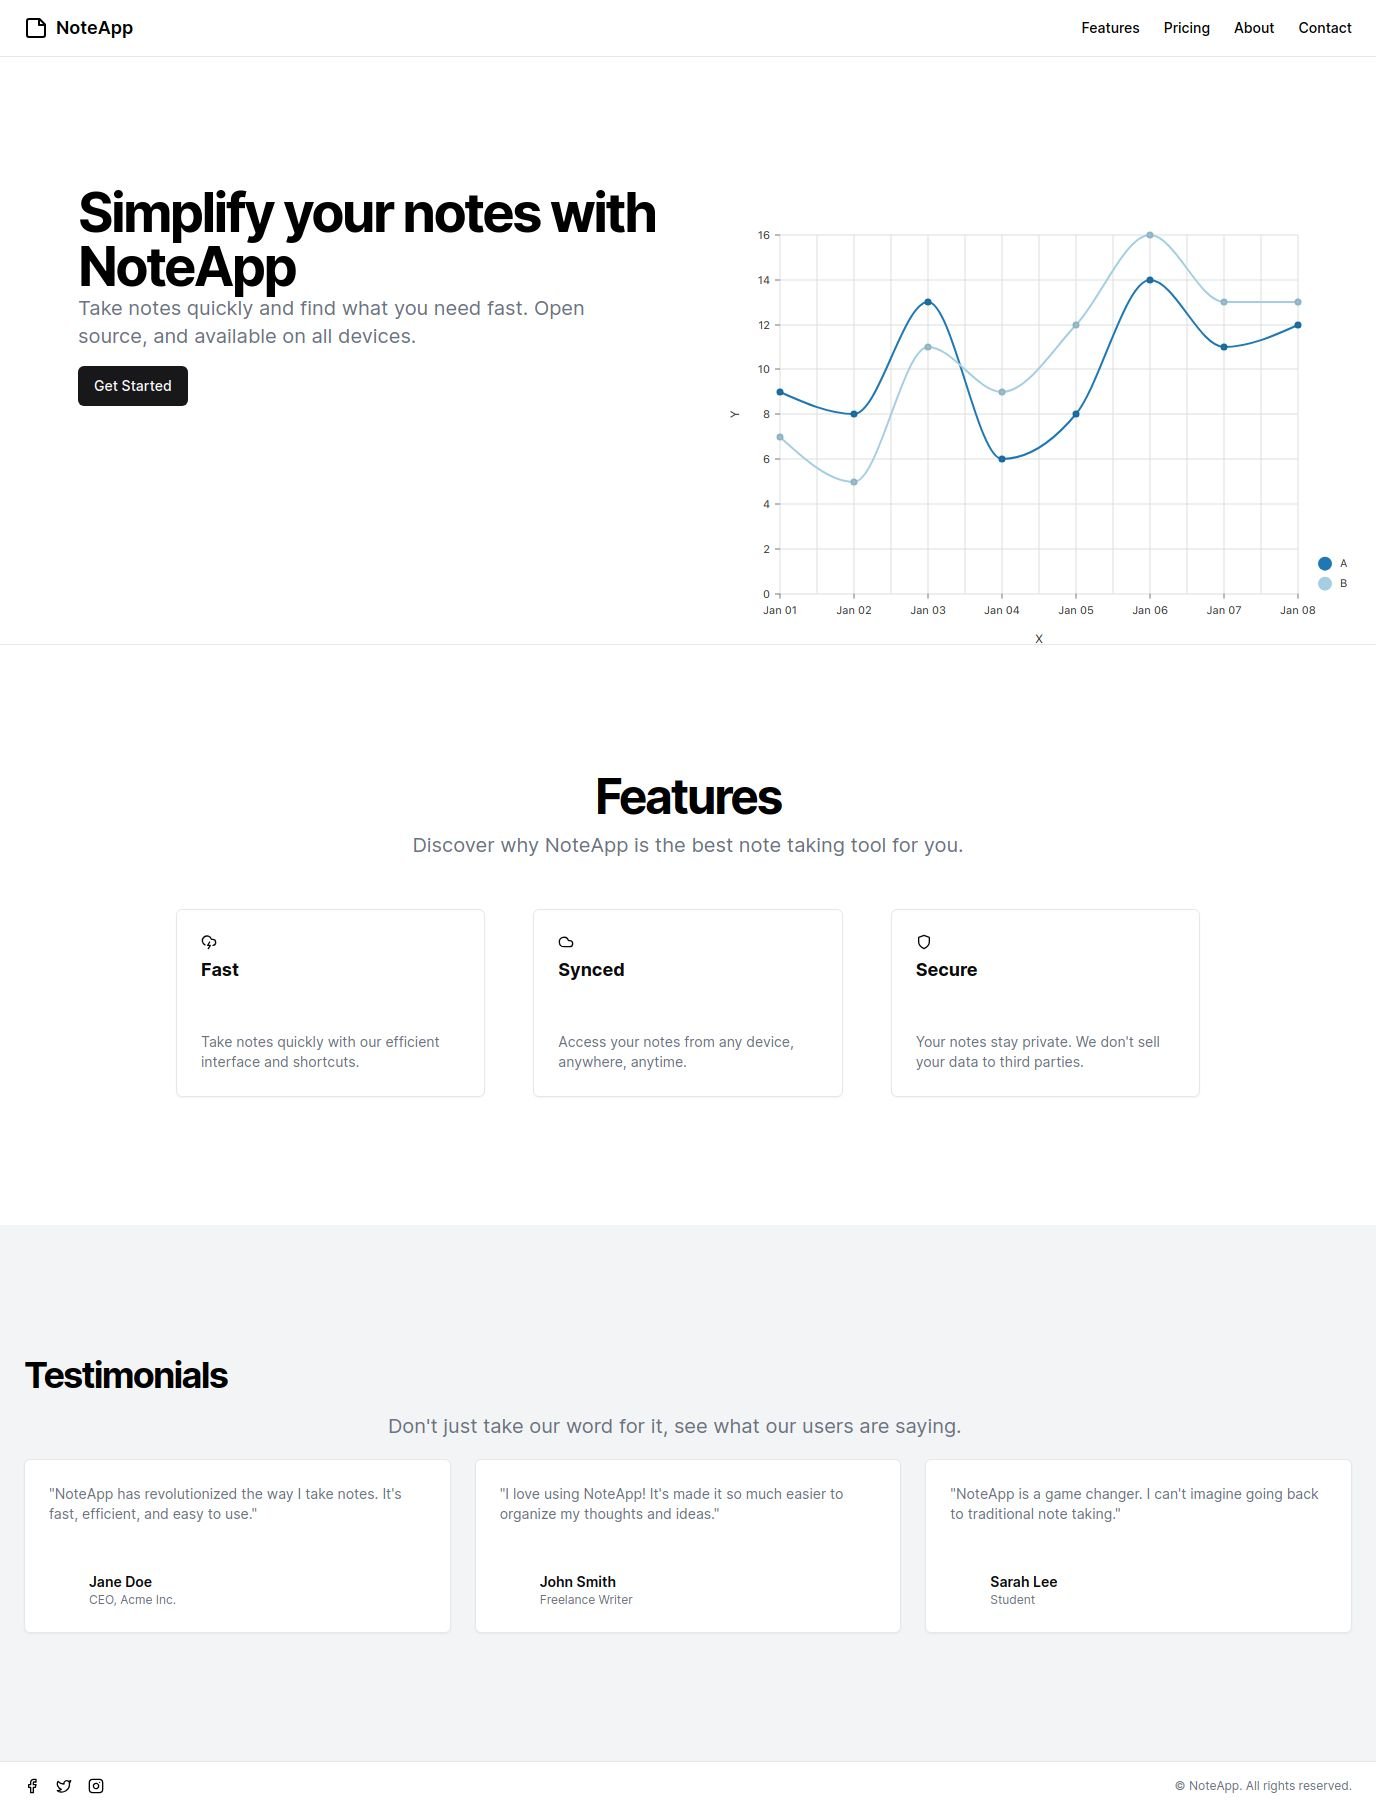 NoteApp
Features Pricing About Contact
Simplify your notes with
NoteApp
Take notes quickly and find what you need fast. Open
source, and available on all devices.
Get Started
16
14
12
10
8
6
4
2
0
Y
Jan 01 Jan 02 Jan 03 Jan 04 Jan 05 Jan 06 Jan 07 Jan 08
X
A
B
Features
Discover why NoteApp is the best note taking tool for you.
Fast
Take notes quickly with our efficient
interface and shortcuts.
Synced
Access your notes from any device,
anywhere, anytime.
Secure
Your notes stay private. We don't sell
your data to third parties.
Testimonials
Don't just take our word for it, see what our users are saying.
"NoteApp has revolutionized the way I take notes. It's
fast, efficient, and easy to use."
Jane Doe
CEO, Acme Inc.
"I love using NoteApp! It's made it so much easier to
organize my thoughts and ideas."
John Smith
Freelance Writer
"NoteApp is a game changer. I can't imagine going back
to traditional note taking."
Sarah Lee
Student
© NoteApp. All rights reserved.